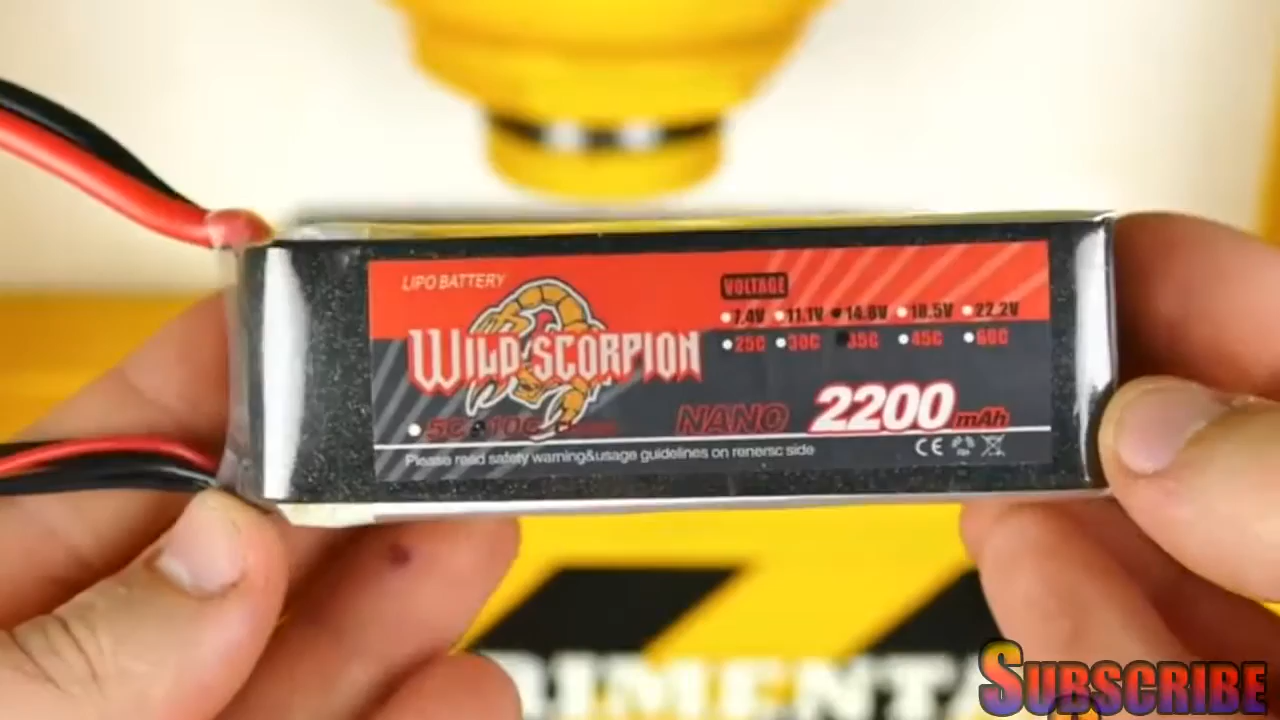 LIPO BATTERY
WILD SCORPION
VOLTAGE
7.4V 11.1V 14.8V 18.5V 22.2V
25C 30C 35C 45C 60C
5C 10C
NANO 2200mAh
Please read safety warning&usage guidelines on renersc side
CE
RIMENTA
SUBSCRIBE